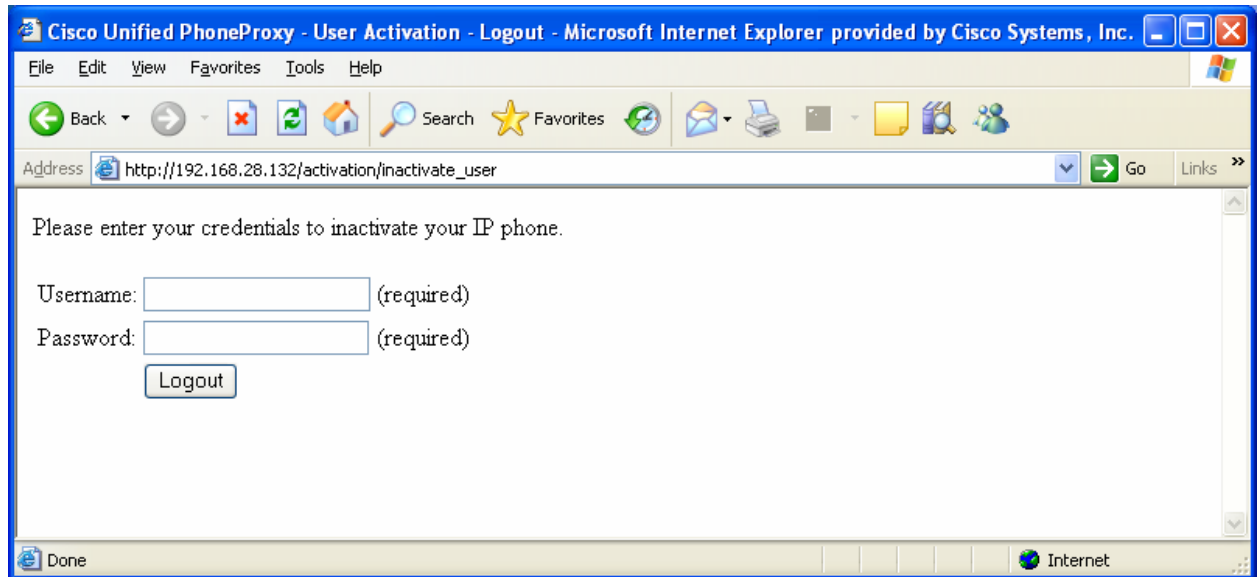 Cisco Unified PhoneProxy - User Activation - Logout - Microsoft Internet Explorer provided by Cisco Systems, Inc.
File Edit View Favorites Tools Help
Back Search Favorites
Address http://192.168.28.132/activation/inactivate_user Go Links »
Please enter your credentials to inactivate your IP phone.
Username: (required)
Password: (required)
Logout
Done Internet